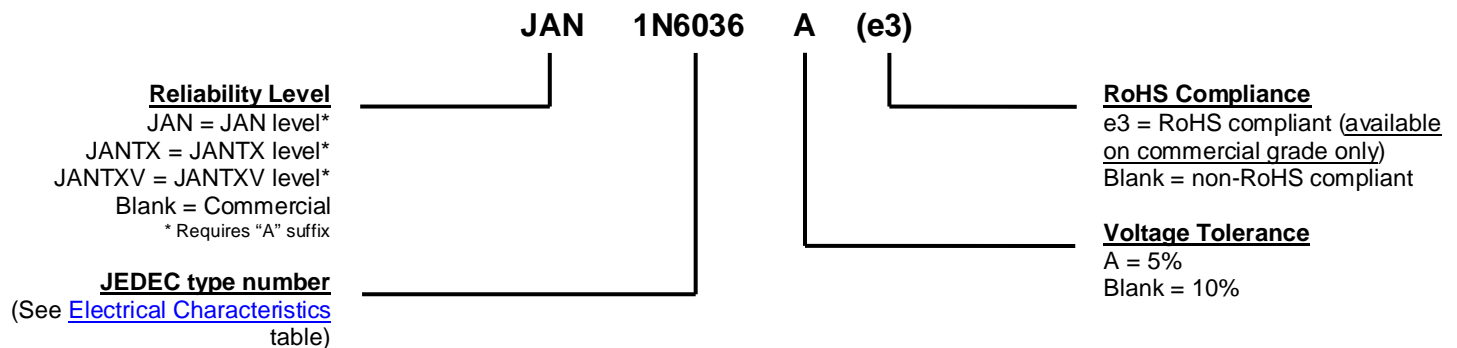 JAN 1N6036 A (e3)
Reliability Level
JAN = JAN level*
JANTX = JANTX level*
JANTXV = JANTXV level*
Blank = Commercial
* Requires “A” suffix
JEDEC type number
(See Electrical Characteristics
table)
RoHS Compliance
e3 = RoHS compliant (available
on commercial grade only)
Blank = non-RoHS compliant
Voltage Tolerance
A = 5%
Blank = 10%